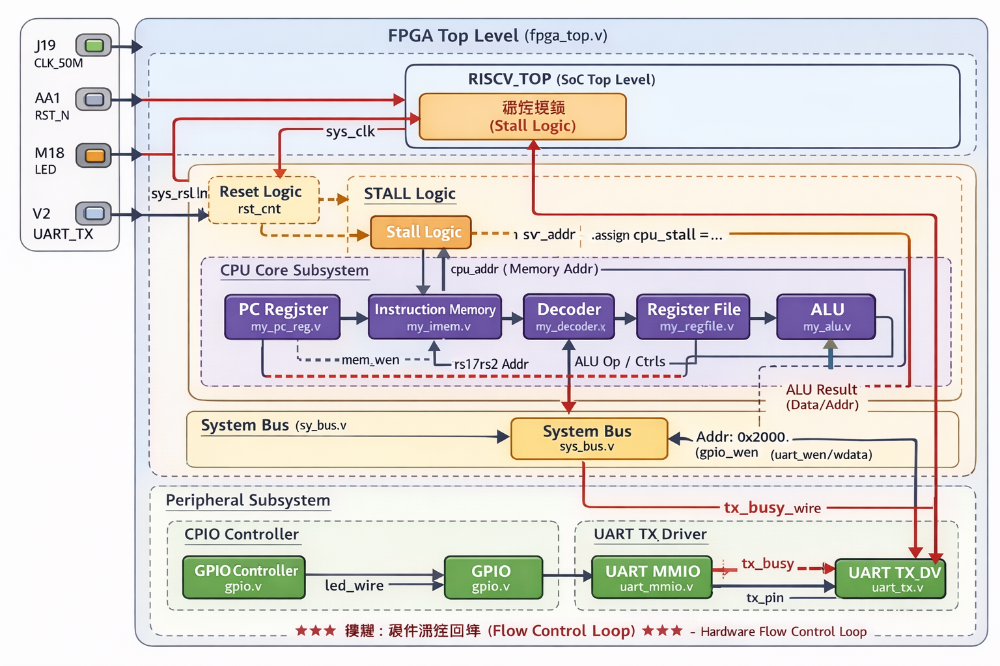 FPGA Top Level (fpga_top.v)
J19
CLK_50M
AA1
RST_N
M18
LED
V2
UART_TX
RISCV_TOP (SoC Top Level)
(Stall Logic)
sys_clk
Reset Logic
rst_cnt
STALL Logic
Stall Logic
.assign cpu_stall =...
CPU Core Subsystem
cpu_addr (Memory Addr)
PC Register
my_pc_reg.v
Instruction Memory
my_imem.v
Decoder
my_decoder.x
Register File
my_regfile.v
ALU
my_alu.v
mem_wen
rs17rs2 Addr
ALU Op / Ctrls
ALU Result
(Data/Addr)
System Bus (sy_bus.v
System Bus
sys_bus.v
Addr: 0x2000.
(gpio_wen (uart_wen/wdata)
tx_busy_wire
Peripheral Subsystem
CPIO Controller
GPIO Controller
gpio.v
led_wire
GPIO
gpio.v
UART TX Driver
UART MMIO
uart_mmio.v
tx_busy
tx_pin
UART TX_DV
uart_tx.v
★★★ : (Flow Control Loop) ★★★ - Hardware Flow Control Loop